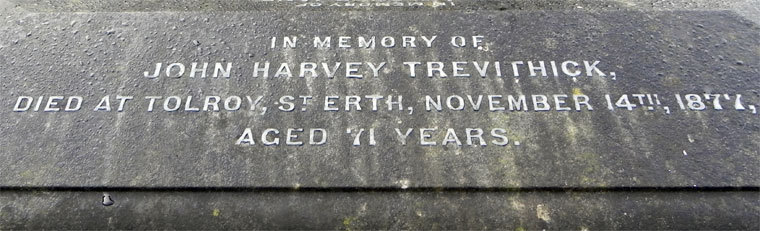 IN MEMORY OF
JOHN HARVEY TREVITHICK,
DIED AT TOLROY, ST ERTH, NOVEMBER 14TH, 1877,
AGED 71 YEARS.